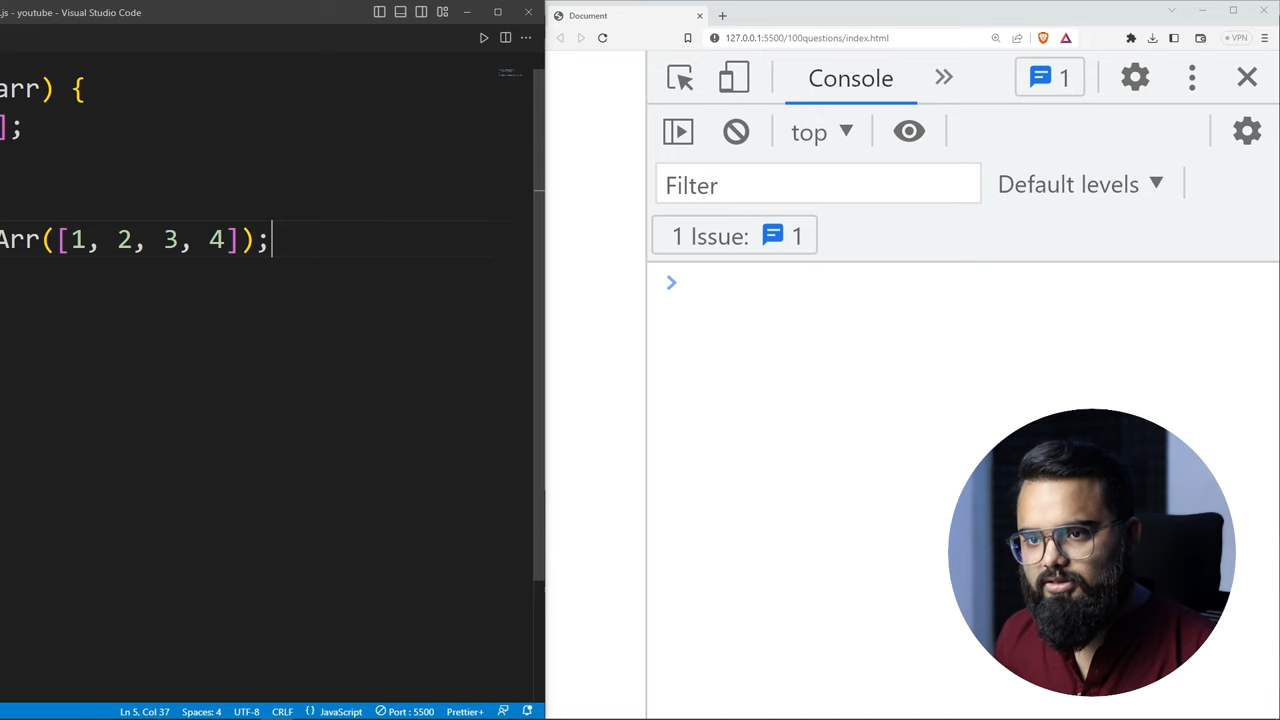 .js - youtube - Visual Studio Code
arr) {
];
Arr([1, 2, 3, 4]);
Ln 5, Col 37 Spaces: 4 UTF-8 CRLF {} JavaScript Port : 5500 Prettier+
Document
127.0.0.1:5500/100questions/index.html
VPN
Console
1
top
Filter
Default levels
1 Issue: 1